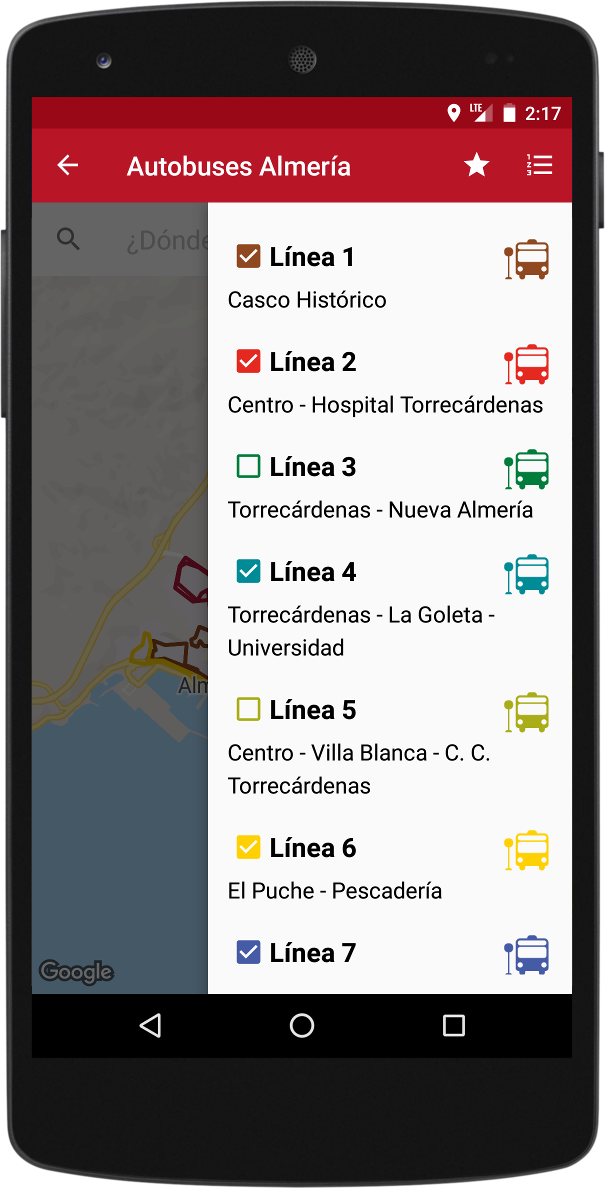 LTE 2:17
Autobuses Almería
¿Dónde
Línea 1
Casco Histórico
Línea 2
Centro - Hospital Torrecárdenas
Línea 3
Torrecárdenas - Nueva Almería
Línea 4
Torrecárdenas - La Goleta -
Universidad
Línea 5
Centro - Villa Blanca - C. C.
Torrecárdenas
Línea 6
El Puche - Pescadería
Alm
Línea 7
Google